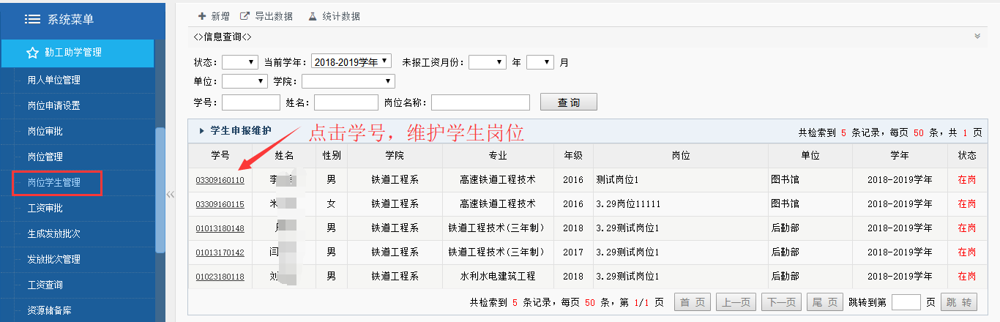 系统菜单
勤工助学管理
用人单位管理
岗位申请设置
岗位审批
岗位管理
岗位学生管理
工资审批
生成发放批次
发放批次管理
工资查询
资源储备库
新增 导出数据 统计数据
<>信息查询<>
状态: 当前学年: 2018-2019学年 未报工资月份: 年 月
单位: 学院:
学号: 姓名: 岗位名称: 查 询
学生申报维护 点击学号，维护学生岗位 共检索到 5 条记录，每页 50 条，共 1 页
学号 姓名 性别 学院 专业 年级 岗位 单位 学年 状态
03309160110 李 男 铁道工程系 高速铁道工程技术 2016 测试岗位1 图书馆 2018-2019学年 在岗
03309160115 米 女 铁道工程系 高速铁道工程技术 2016 3.29岗位11111 图书馆 2018-2019学年 在岗
01013180148 男 铁道工程系 铁道工程技术(三年制) 2018 3.29测试岗位1 后勤部 2018-2019学年 在岗
01013170142 闫 男 铁道工程系 铁道工程技术(三年制) 2017 3.29测试岗位1 后勤部 2018-2019学年 在岗
01023180118 刘 男 铁道工程系 水利水电建筑工程 2018 3.29测试岗位1 后勤部 2018-2019学年 在岗
共检索到 5 条记录，每页 50 条，第 1/1 页 首 页 上一页 下一页 尾 页 跳转到第 页 跳 转